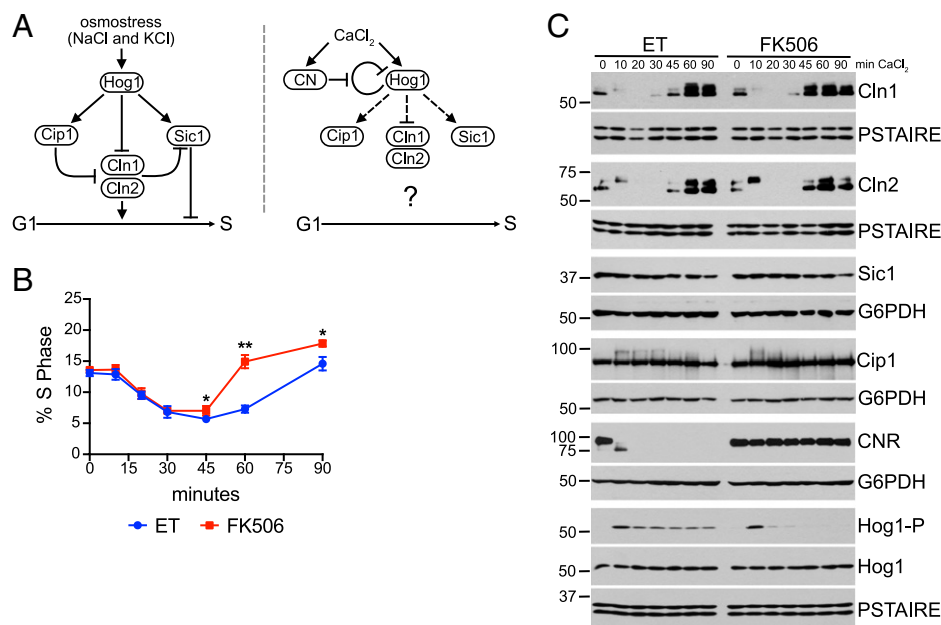 A
osmostress
(NaCl and KCl)
Hog1
Cip1
Sic1
Cln1
Cln2
G1
S
CaCl2
CN
Hog1
Cip1
Cln1
Cln2
Sic1
?
G1
S
B
% S Phase
25
20
15
10
5
0
0 15 30 45 60 75 90
* ** *
minutes
ET FK506
C
ET FK506
0 10 20 30 45 60 90 0 10 20 30 45 60 90 min CaCl2
50 Cln1
PSTAIRE
75
50 Cln2
PSTAIRE
37 Sic1
50 G6PDH
100 Cip1
50 G6PDH
100
75 CNR
50 G6PDH
50 Hog1-P
50 Hog1
37 PSTAIRE